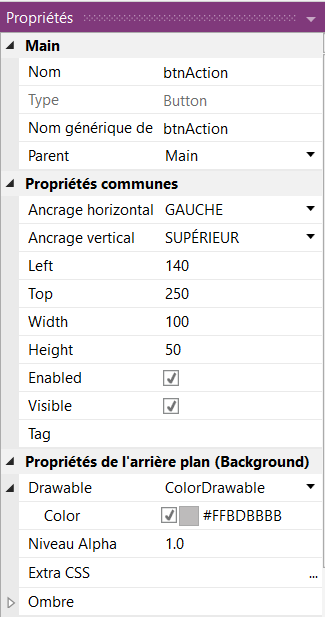 Propriétés
Main
Nom btnAction
Type Button
Nom générique de btnAction
Parent Main
Propriétés communes
Ancrage horizontal GAUCHE
Ancrage vertical SUPÉRIEUR
Left 140
Top 250
Width 100
Height 50
Enabled
Visible
Tag
Propriétés de l'arrière plan (Background)
Drawable ColorDrawable
Color #FFBDBBBB
Niveau Alpha 1.0
Extra CSS ...
Ombre